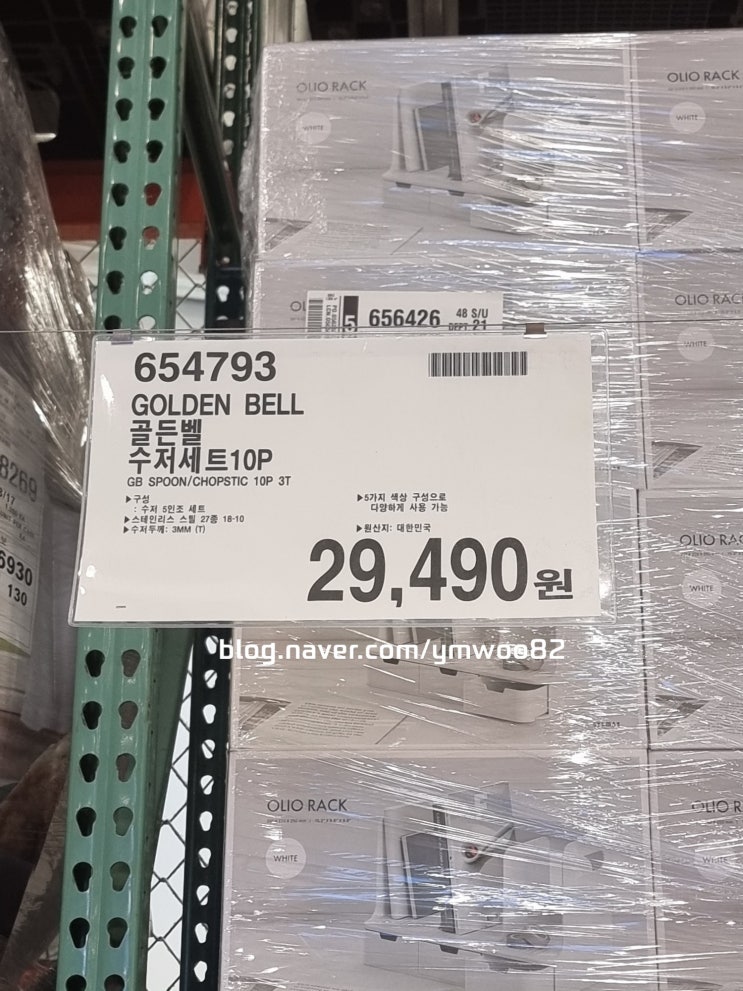 OLIO RACK
WHITE
OLIO RACK
WHITE
OLIO RACK
WHITE
656426
48 S/U
DEPT 21
654793
GOLDEN BELL
골든벨
수저세트10P
GB SPOON/CHOPSTIC 10P 3T
▶구성
: 수저 5인조 세트
▶스테인리스 스틸 27종 18-10
▶수저두께: 3MM (T)
▶5가지 색상 구성으로
다양하게 사용 가능
▶원산지: 대한민국
29,490원
8269
6930
130
OLIO RACK
WHITE
blog.naver.com/ymwoo82
OLIO RACK
WHITE
OLIO R
WHITE